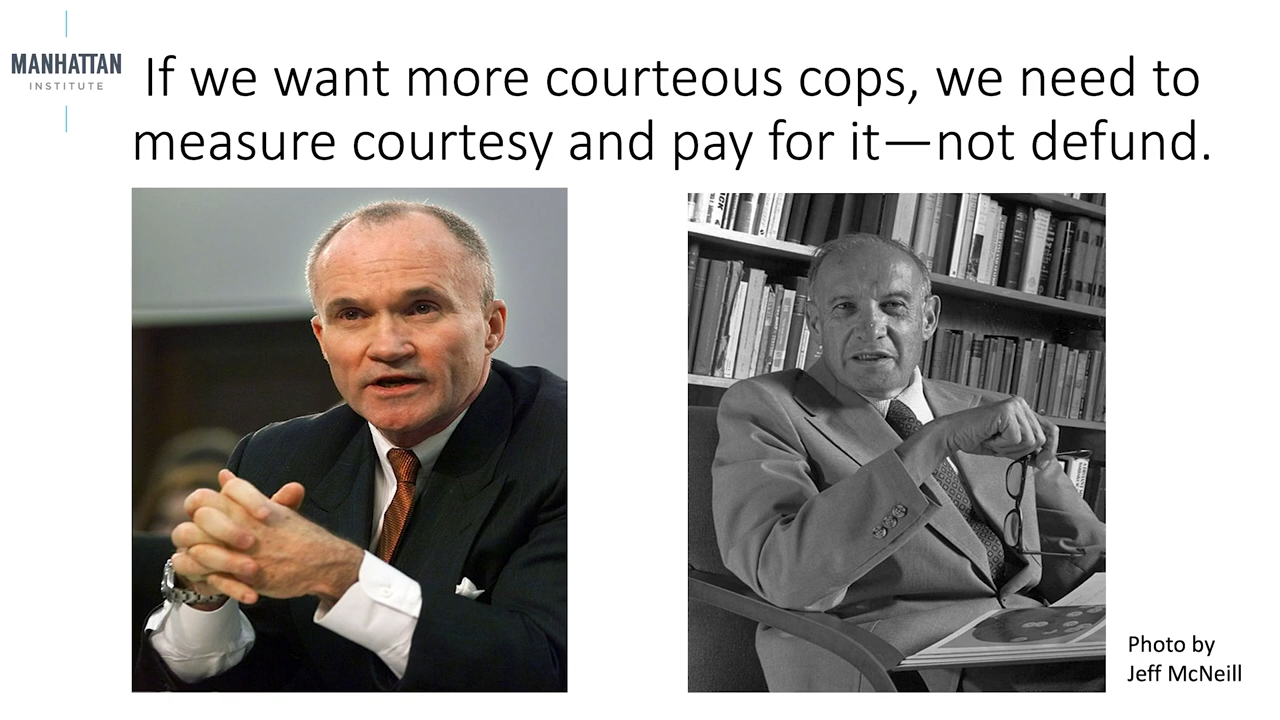 MANHATTAN
INSTITUTE
If we want more courteous cops, we need to
measure courtesy and pay for it—not defund.
Photo by
Jeff McNeill